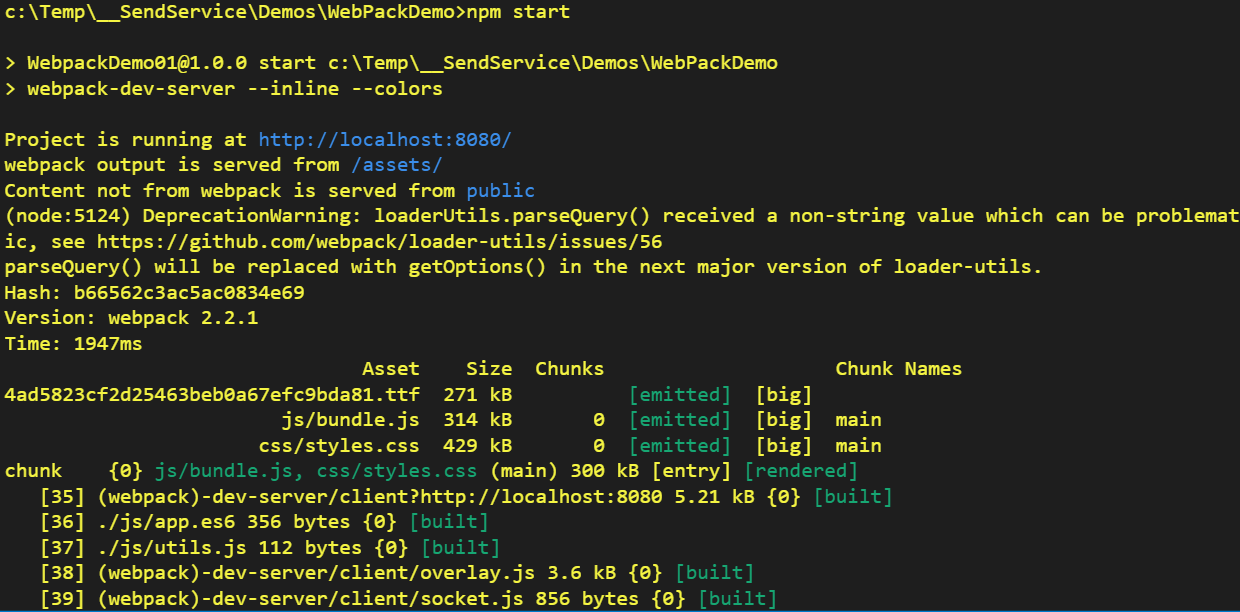 c:\Temp\__SendService\Demos\WebPackDemo>npm start
> WebpackDemo01@1.0.0 start c:\Temp\__SendService\Demos\WebPackDemo
> webpack-dev-server --inline --colors
Project is running at http://localhost:8080/
webpack output is served from /assets/
Content not from webpack is served from public
(node:5124) DeprecationWarning: loaderUtils.parseQuery() received a non-string value which can be problemat
ic, see https://github.com/webpack/loader-utils/issues/56
parseQuery() will be replaced with getOptions() in the next major version of loader-utils.
Hash: b66562c3ac5ac0834e69
Version: webpack 2.2.1
Time: 1947ms
Asset Size Chunks Chunk Names
4ad5823cf2d25463beb0a67efc9bda81.ttf 271 kB [emitted] [big]
js/bundle.js 314 kB 0 [emitted] [big] main
css/styles.css 429 kB 0 [emitted] [big] main
chunk {0} js/bundle.js, css/styles.css (main) 300 kB [entry] [rendered]
[35] (webpack)-dev-server/client?http://localhost:8080 5.21 kB {0} [built]
[36] ./js/app.es6 356 bytes {0} [built]
[37] ./js/utils.js 112 bytes {0} [built]
[38] (webpack)-dev-server/client/overlay.js 3.6 kB {0} [built]
[39] (webpack)-dev-server/client/socket.js 856 bytes {0} [built]